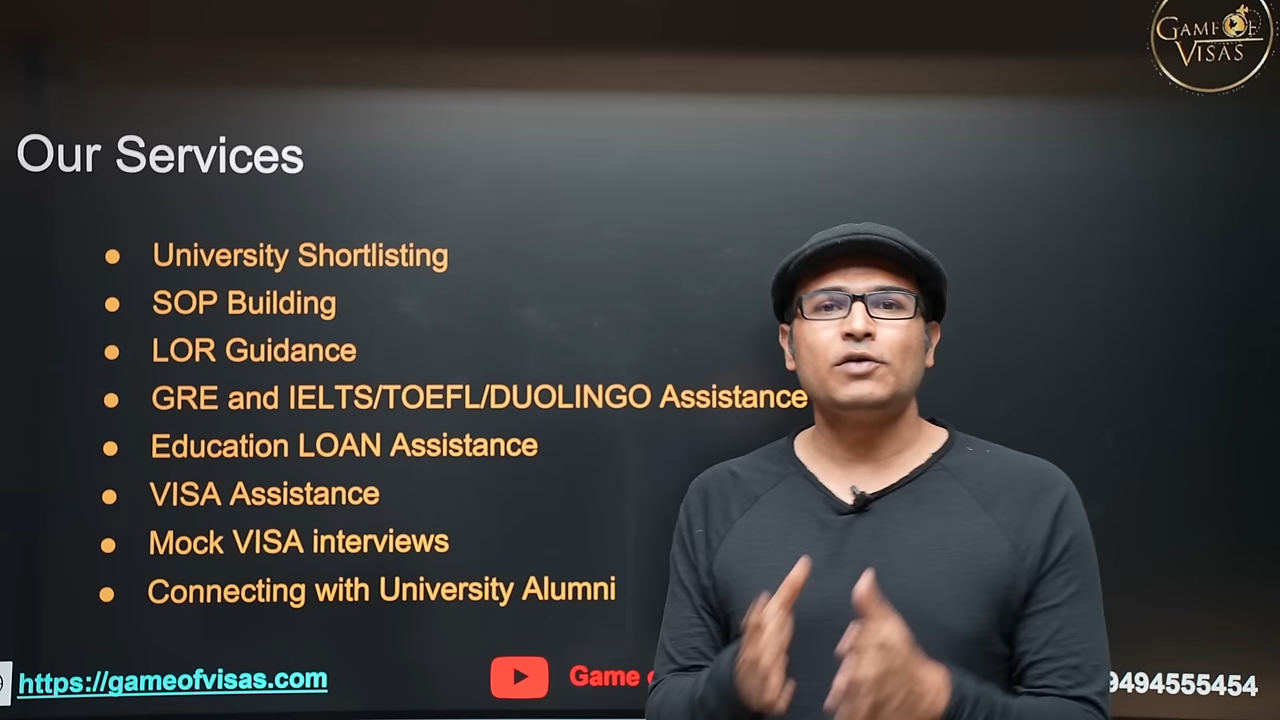 GAME OF
VISAS
Our Services
University Shortlisting
SOP Building
LOR Guidance
GRE and IELTS/TOEFL/DUOLINGO Assistance
Education LOAN Assistance
VISA Assistance
Mock VISA interviews
Connecting with University Alumni
https://gameofvisas.com
Game
9494555454